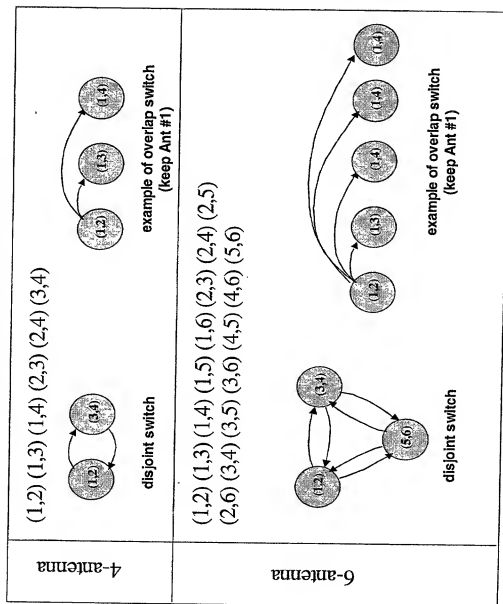 4-antenna
(1,2) (1,3) (1,4) (2,3) (2,4) (3,4)
(1,2)
(3,4)
disjoint switch
(1,2)
(1,3)
(1,4)
example of overlap switch
(keep Ant #1)
6-antenna
(1,2) (1,3) (1,4) (1,5) (1,6) (2,3) (2,4) (2,5)
(2,6) (3,4) (3,5) (3,6) (4,5) (4,6) (5,6)
(1,2)
(3,4)
(5,6)
disjoint switch
(1,2)
(1,3)
(1,4)
(1,4)
(1,4)
example of overlap switch
(keep Ant #1)